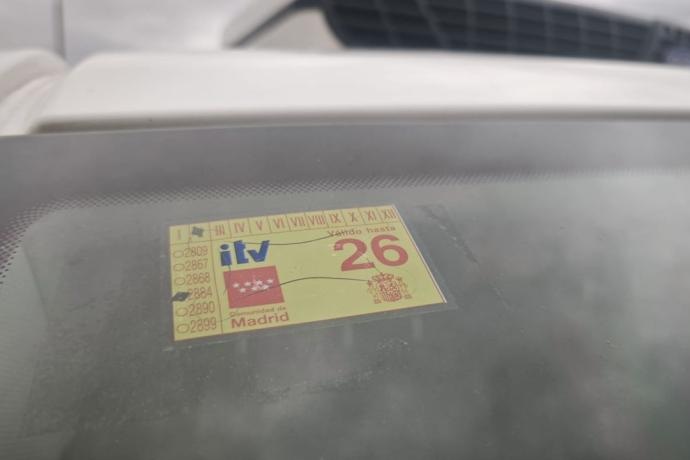 I III IV V VI VII VIII IX X XI XII
2809
2867
2868
2884
2890
2899
itv
Válido hasta
26
Comunidad de
Madrid